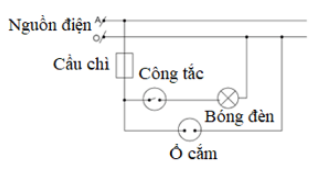 Nguồn điện A
O
Cầu chì
Công tắc
Bóng đèn
Ổ cắm